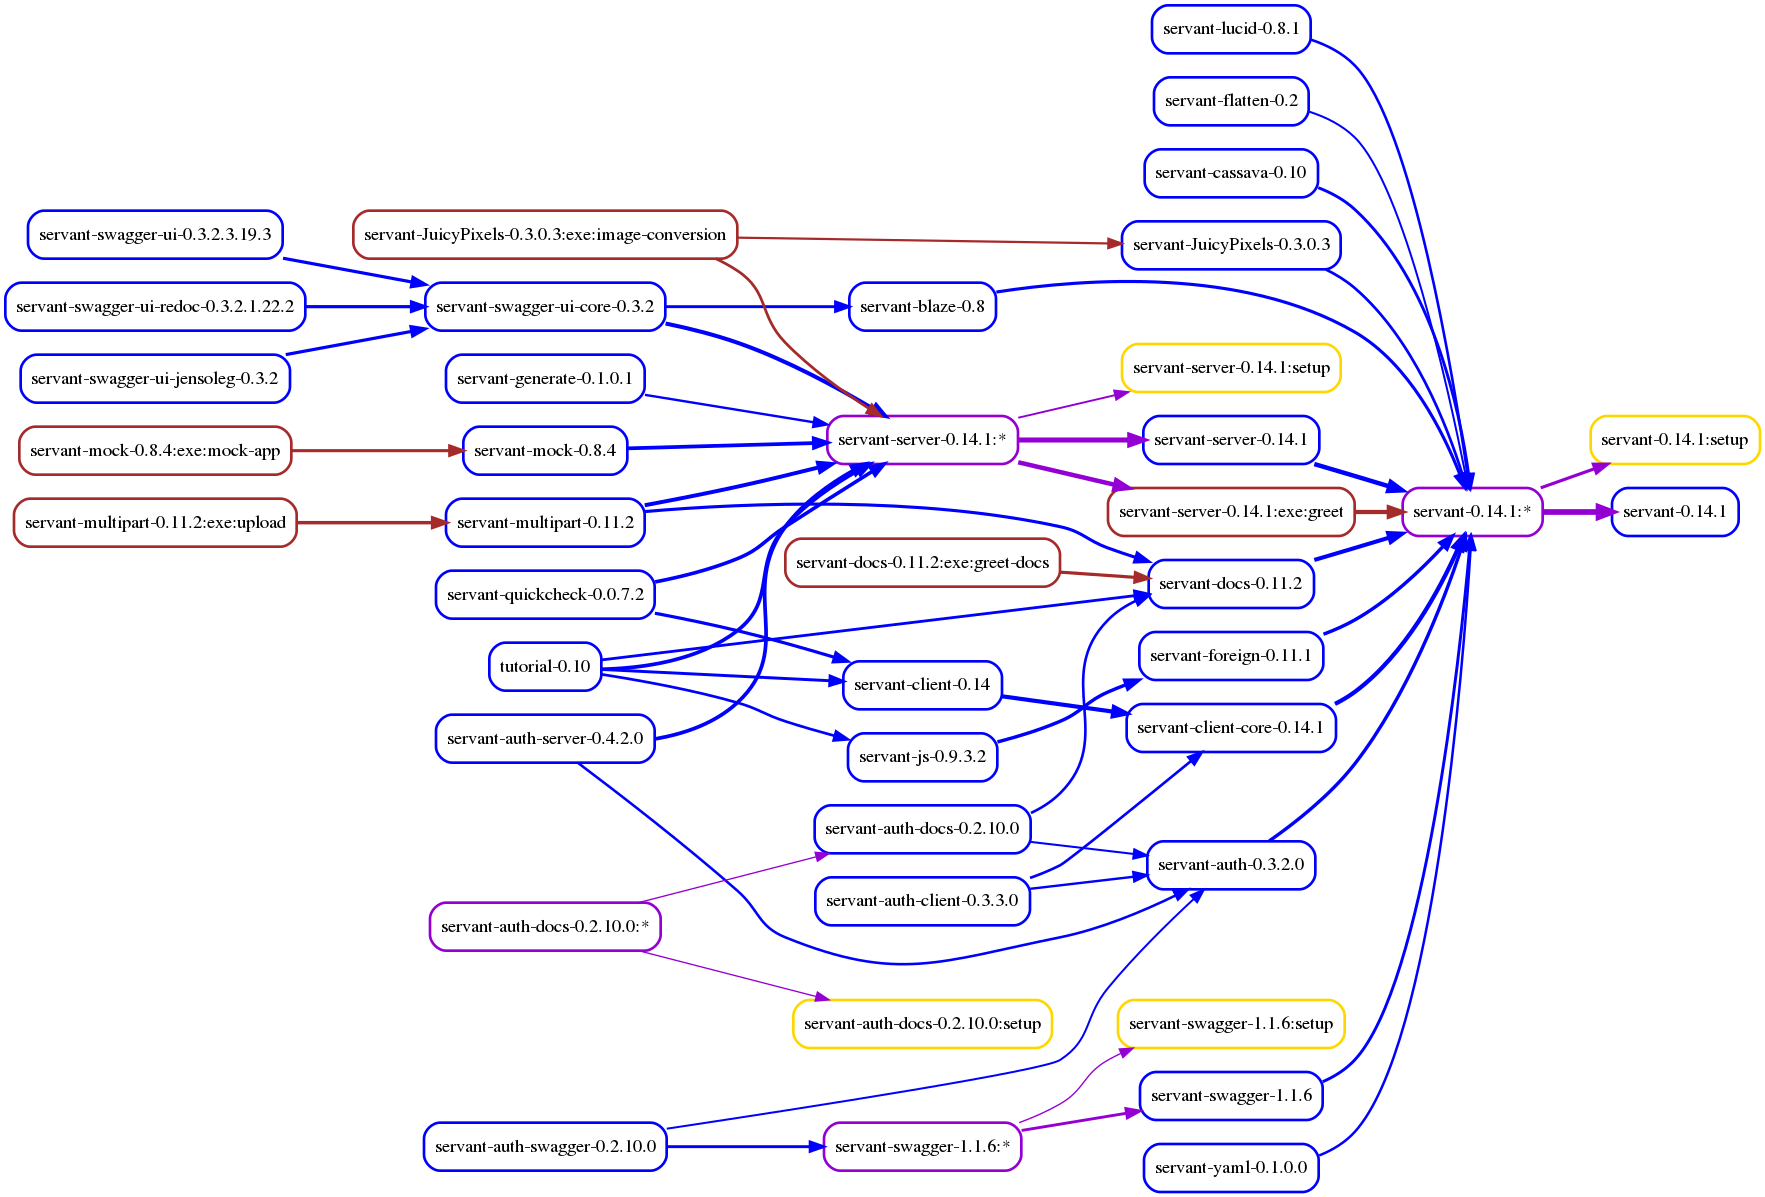 servant-lucid-0.8.1
servant-flatten-0.2
servant-cassava-0.10
servant-swagger-ui-0.3.2.3.19.3
servant-JuicyPixels-0.3.0.3:exe:image-conversion
servant-JuicyPixels-0.3.0.3
servant-swagger-ui-redoc-0.3.2.1.22.2
servant-swagger-ui-core-0.3.2
servant-blaze-0.8
servant-swagger-ui-jensoleg-0.3.2
servant-generate-0.1.0.1
servant-server-0.14.1:setup
servant-mock-0.8.4:exe:mock-app
servant-mock-0.8.4
servant-server-0.14.1:*
servant-server-0.14.1
servant-0.14.1:setup
servant-multipart-0.11.2:exe:upload
servant-multipart-0.11.2
servant-server-0.14.1:exe:greet
servant-0.14.1:*
servant-0.14.1
servant-docs-0.11.2:exe:greet-docs
servant-docs-0.11.2
servant-quickcheck-0.0.7.2
tutorial-0.10
servant-foreign-0.11.1
servant-client-0.14
servant-auth-server-0.4.2.0
servant-client-core-0.14.1
servant-js-0.9.3.2
servant-auth-docs-0.2.10.0
servant-auth-0.3.2.0
servant-auth-client-0.3.3.0
servant-auth-docs-0.2.10.0:*
servant-auth-docs-0.2.10.0:setup
servant-swagger-1.1.6:setup
servant-swagger-1.1.6
servant-auth-swagger-0.2.10.0
servant-swagger-1.1.6:*
servant-yaml-0.1.0.0